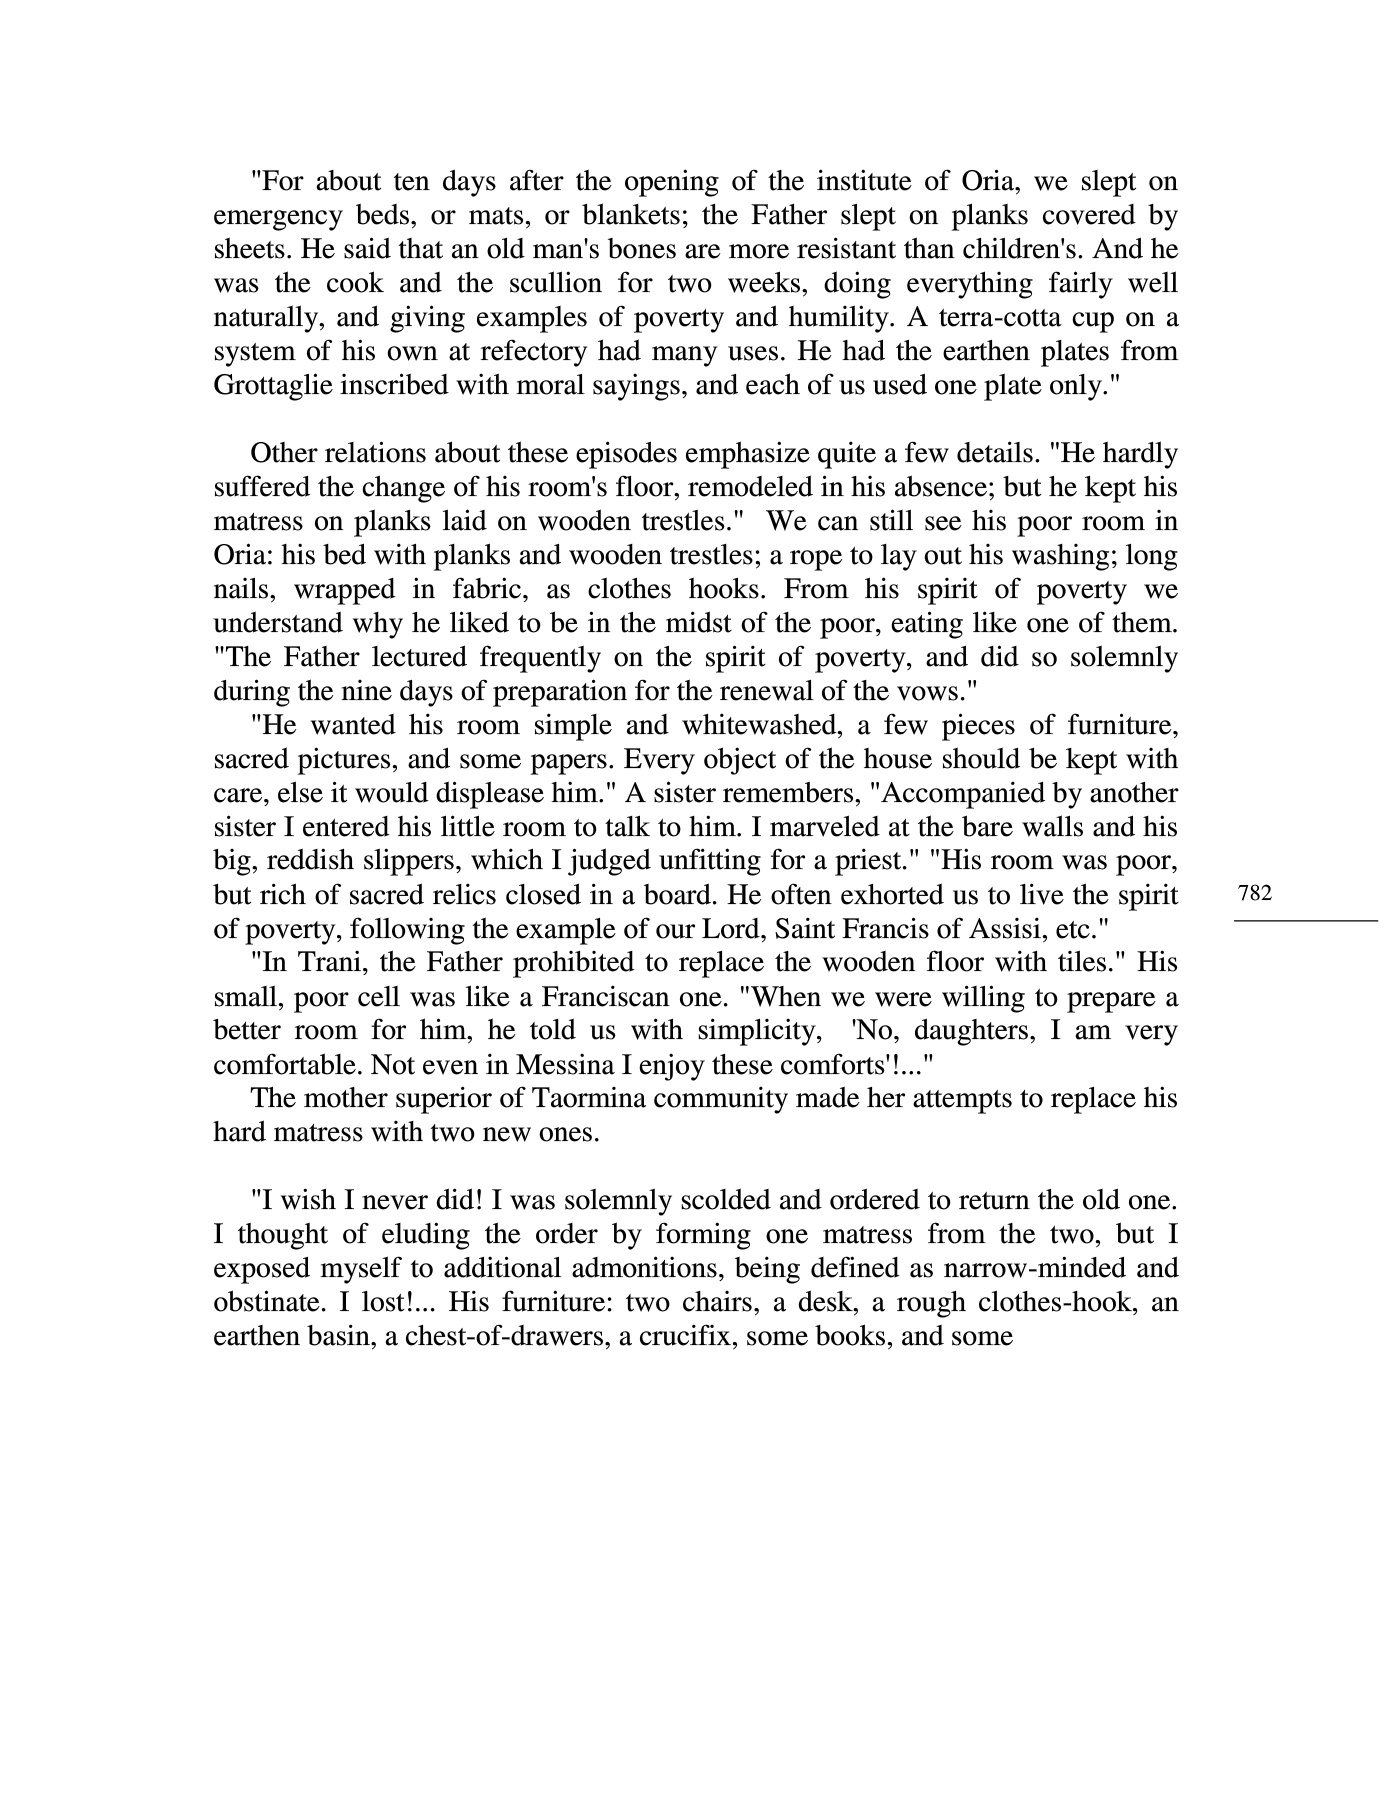 "For about ten days after the opening of the institute of Oria, we slept on
emergency beds, or mats, or blankets; the Father slept on planks covered by
sheets. He said that an old man's bones are more resistant than children's. And he
was the cook and the scullion for two weeks, doing everything fairly well
naturally, and giving examples of poverty and humility. A terra-cotta cup on a
system of his own at refectory had many uses. He had the earthen plates from
Grottaglie inscribed with moral sayings, and each of us used one plate only."
Other relations about these episodes emphasize quite a few details. "He hardly
suffered the change of his room's floor, remodeled in his absence; but he kept his
matress on planks laid on wooden trestles." We can still see his poor room in
Oria: his bed with planks and wooden trestles; a rope to lay out his washing; long
nails, wrapped in fabric, as clothes hooks. From his spirit of poverty we
understand why he liked to be in the midst of the poor, eating like one of them.
"The Father lectured frequently on the spirit of poverty, and did so solemnly
during the nine days of preparation for the renewal of the vows."
"He wanted his room simple and whitewashed, a few pieces of furniture,
sacred pictures, and some papers. Every object of the house should be kept with
care, else it would displease him." A sister remembers, "Accompanied by another
sister I entered his little room to talk to him. I marveled at the bare walls and his
big, reddish slippers, which I judged unfitting for a priest." "His room was poor,
but rich of sacred relics closed in a board. He often exhorted us to live the spirit
of poverty, following the example of our Lord, Saint Francis of Assisi, etc."
"In Trani, the Father prohibited to replace the wooden floor with tiles." His
small, poor cell was like a Franciscan one. "When we were willing to prepare a
better room for him, he told us with simplicity, 'No, daughters, I am very
comfortable. Not even in Messina I enjoy these comforts'!..."
The mother superior of Taormina community made her attempts to replace his
hard matress with two new ones.
"I wish I never did! I was solemnly scolded and ordered to return the old one.
I thought of eluding the order by forming one matress from the two, but I
exposed myself to additional admonitions, being defined as narrow-minded and
obstinate. I lost!... His furniture: two chairs, a desk, a rough clothes-hook, an
earthen basin, a chest-of-drawers, a crucifix, some books, and some
782